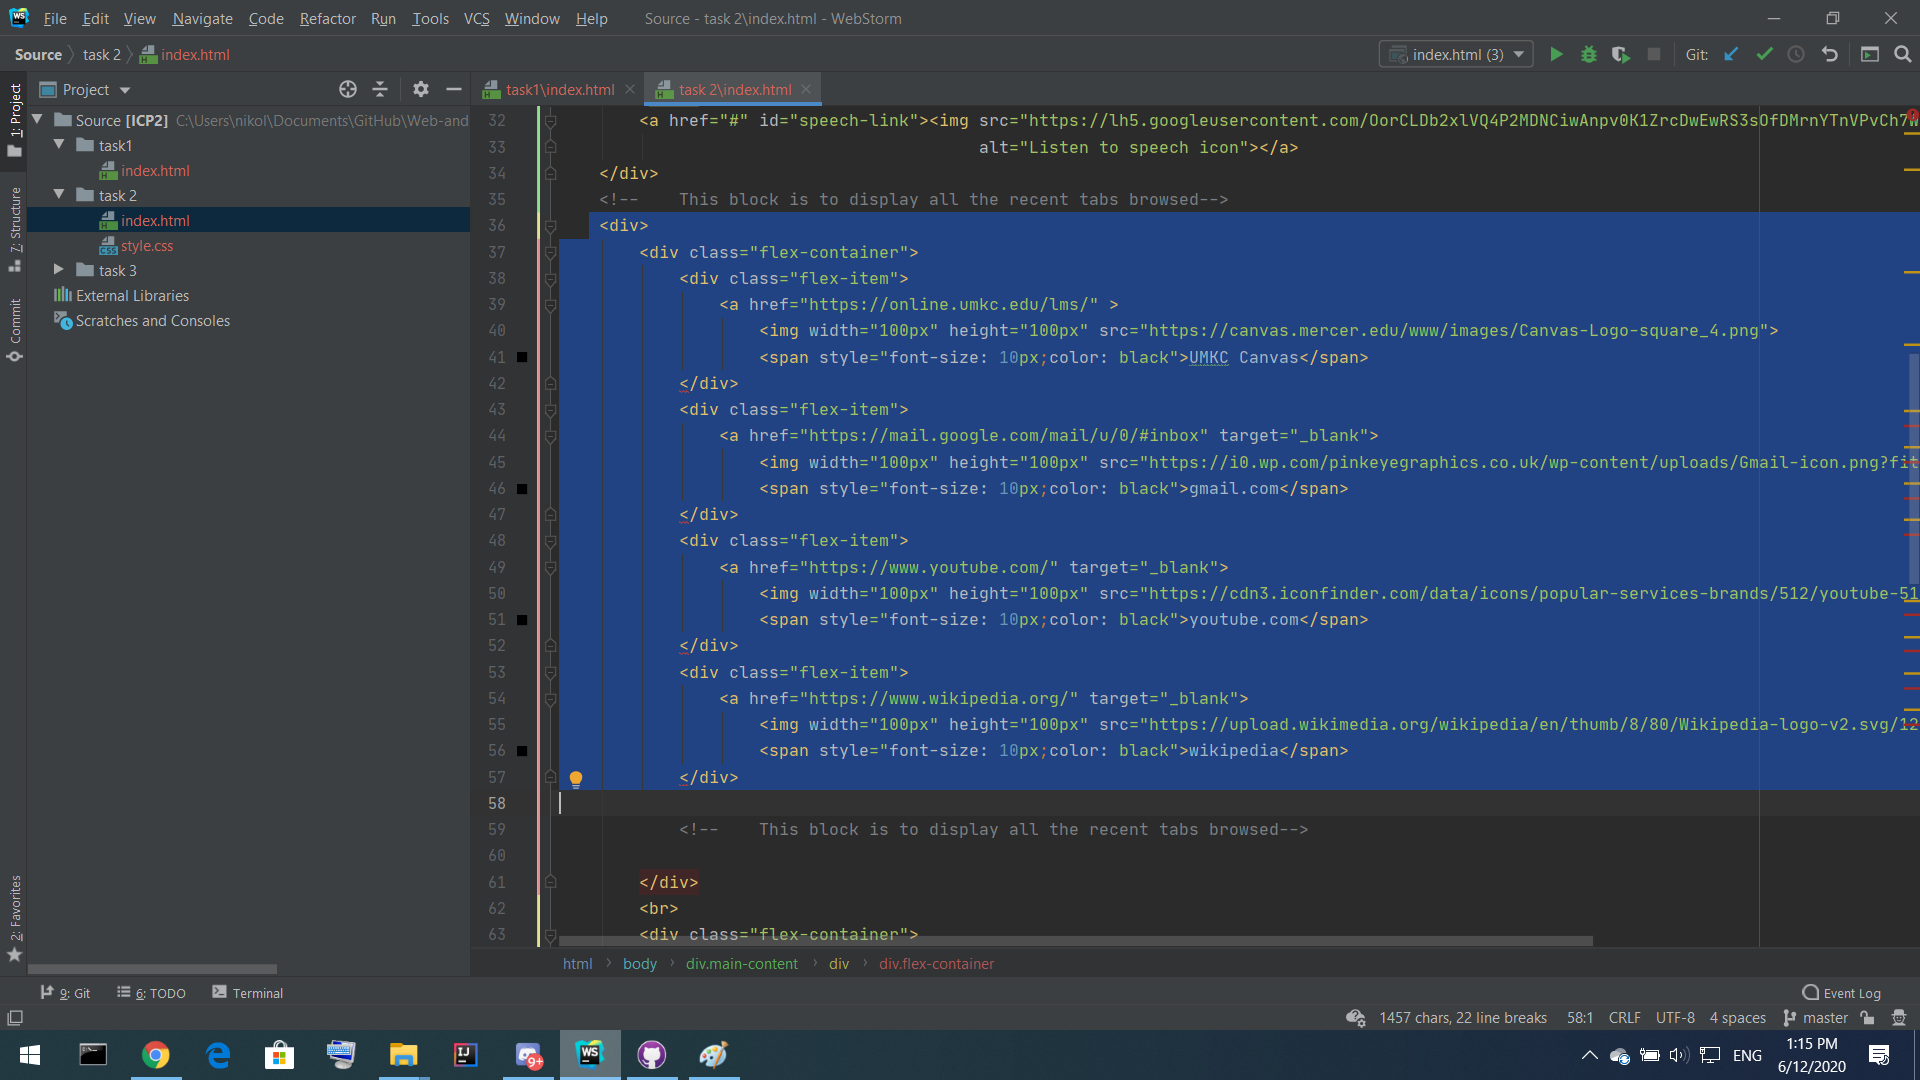 File Edit View Navigate Code Refactor Run Tools VCS Window Help Source - task 2\index.html - WebStorm
Source task 2 index.html index.html (3) Git:
Project task1\index.html task 2\index.html
1: Project
7: Structure
Commit
2: Favorites
Source [ICP2] C:\Users\nikol\Documents\GitHub\Web-and
task1
index.html
task 2
index.html
style.css
task 3
External Libraries
Scratches and Consoles
32 <a href="#" id="speech-link"><img src="https://lh5.googleusercontent.com/OorCLDb2xlVQ4P2MDNCiwAnpv0K1ZrcDwEwRS3sOfDMrnYTnVPvCh7W
33 alt="Listen to speech icon"></a>
34 </div>
35 <!-- This block is to display all the recent tabs browsed-->
36 <div>
37 <div class="flex-container">
38 <div class="flex-item">
39 <a href="https://online.umkc.edu/lms/" >
40 <img width="100px" height="100px" src="https://canvas.mercer.edu/www/images/Canvas-Logo-square_4.png">
41 <span style="font-size: 10px;color: black">UMKC Canvas</span>
42 </div>
43 <div class="flex-item">
44 <a href="https://mail.google.com/mail/u/0/#inbox" target="_blank">
45 <img width="100px" height="100px" src="https://i0.wp.com/pinkeyegraphics.co.uk/wp-content/uploads/Gmail-icon.png?fit
46 <span style="font-size: 10px;color: black">gmail.com</span>
47 </div>
48 <div class="flex-item">
49 <a href="https://www.youtube.com/" target="_blank">
50 <img width="100px" height="100px" src="https://cdn3.iconfinder.com/data/icons/popular-services-brands/512/youtube-51
51 <span style="font-size: 10px;color: black">youtube.com</span>
52 </div>
53 <div class="flex-item">
54 <a href="https://www.wikipedia.org/" target="_blank">
55 <img width="100px" height="100px" src="https://upload.wikimedia.org/wikipedia/en/thumb/8/80/Wikipedia-logo-v2.svg/12
56 <span style="font-size: 10px;color: black">wikipedia</span>
57 </div>
58
59 <!-- This block is to display all the recent tabs browsed-->
60
61 </div>
62 <br>
63 <div class="flex-container">
html body div.main-content div div.flex-container
9: Git 6: TODO Terminal Event Log
1457 chars, 22 line breaks 58:1 CRLF UTF-8 4 spaces master
9+ WS ENG 1:15 PM
6/12/2020